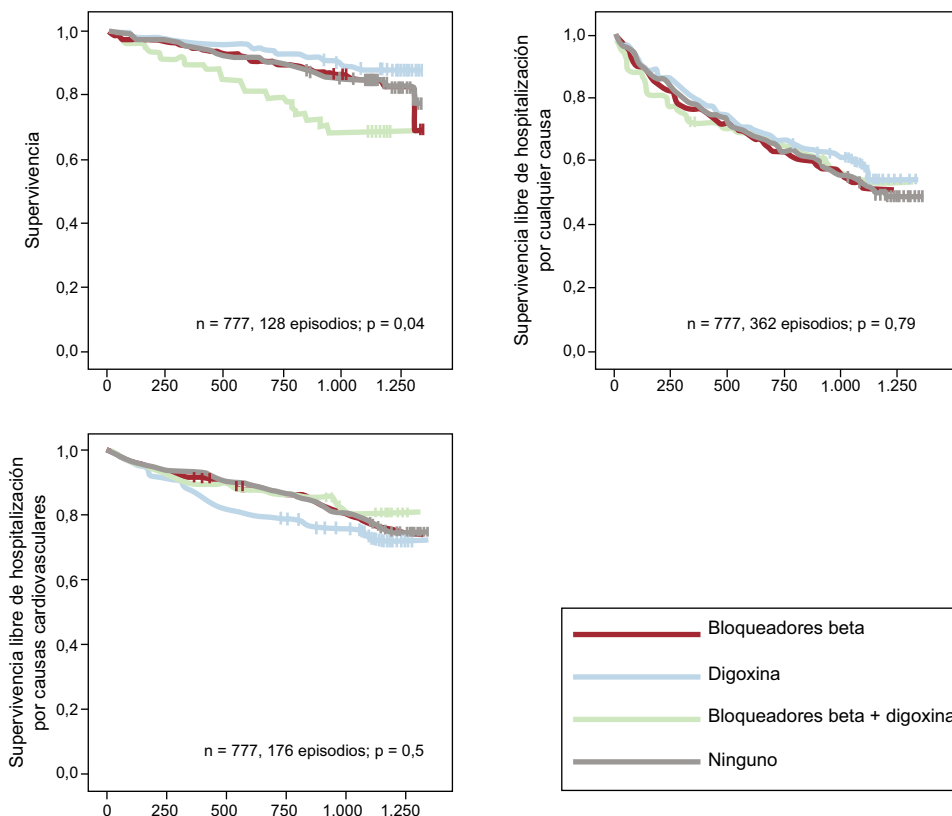 Supervivencia
1,0
0,8
0,6
0,4
0,2
0,0
n = 777, 128 episodios; p = 0,04
0 250 500 750 1.000 1.250
Supervivencia libre de hospitalización
por cualquier causa
1,0
0,8
0,6
0,4
0,2
0,0
n = 777, 362 episodios; p = 0,79
0 250 500 750 1.000 1.250
Supervivencia libre de hospitalización
por causas cardiovasculares
1,0
0,8
0,6
0,4
0,2
0,0
n = 777, 176 episodios; p = 0,5
0 250 500 750 1.000 1.250
Bloqueadores beta
Digoxina
Bloqueadores beta + digoxina
Ninguno